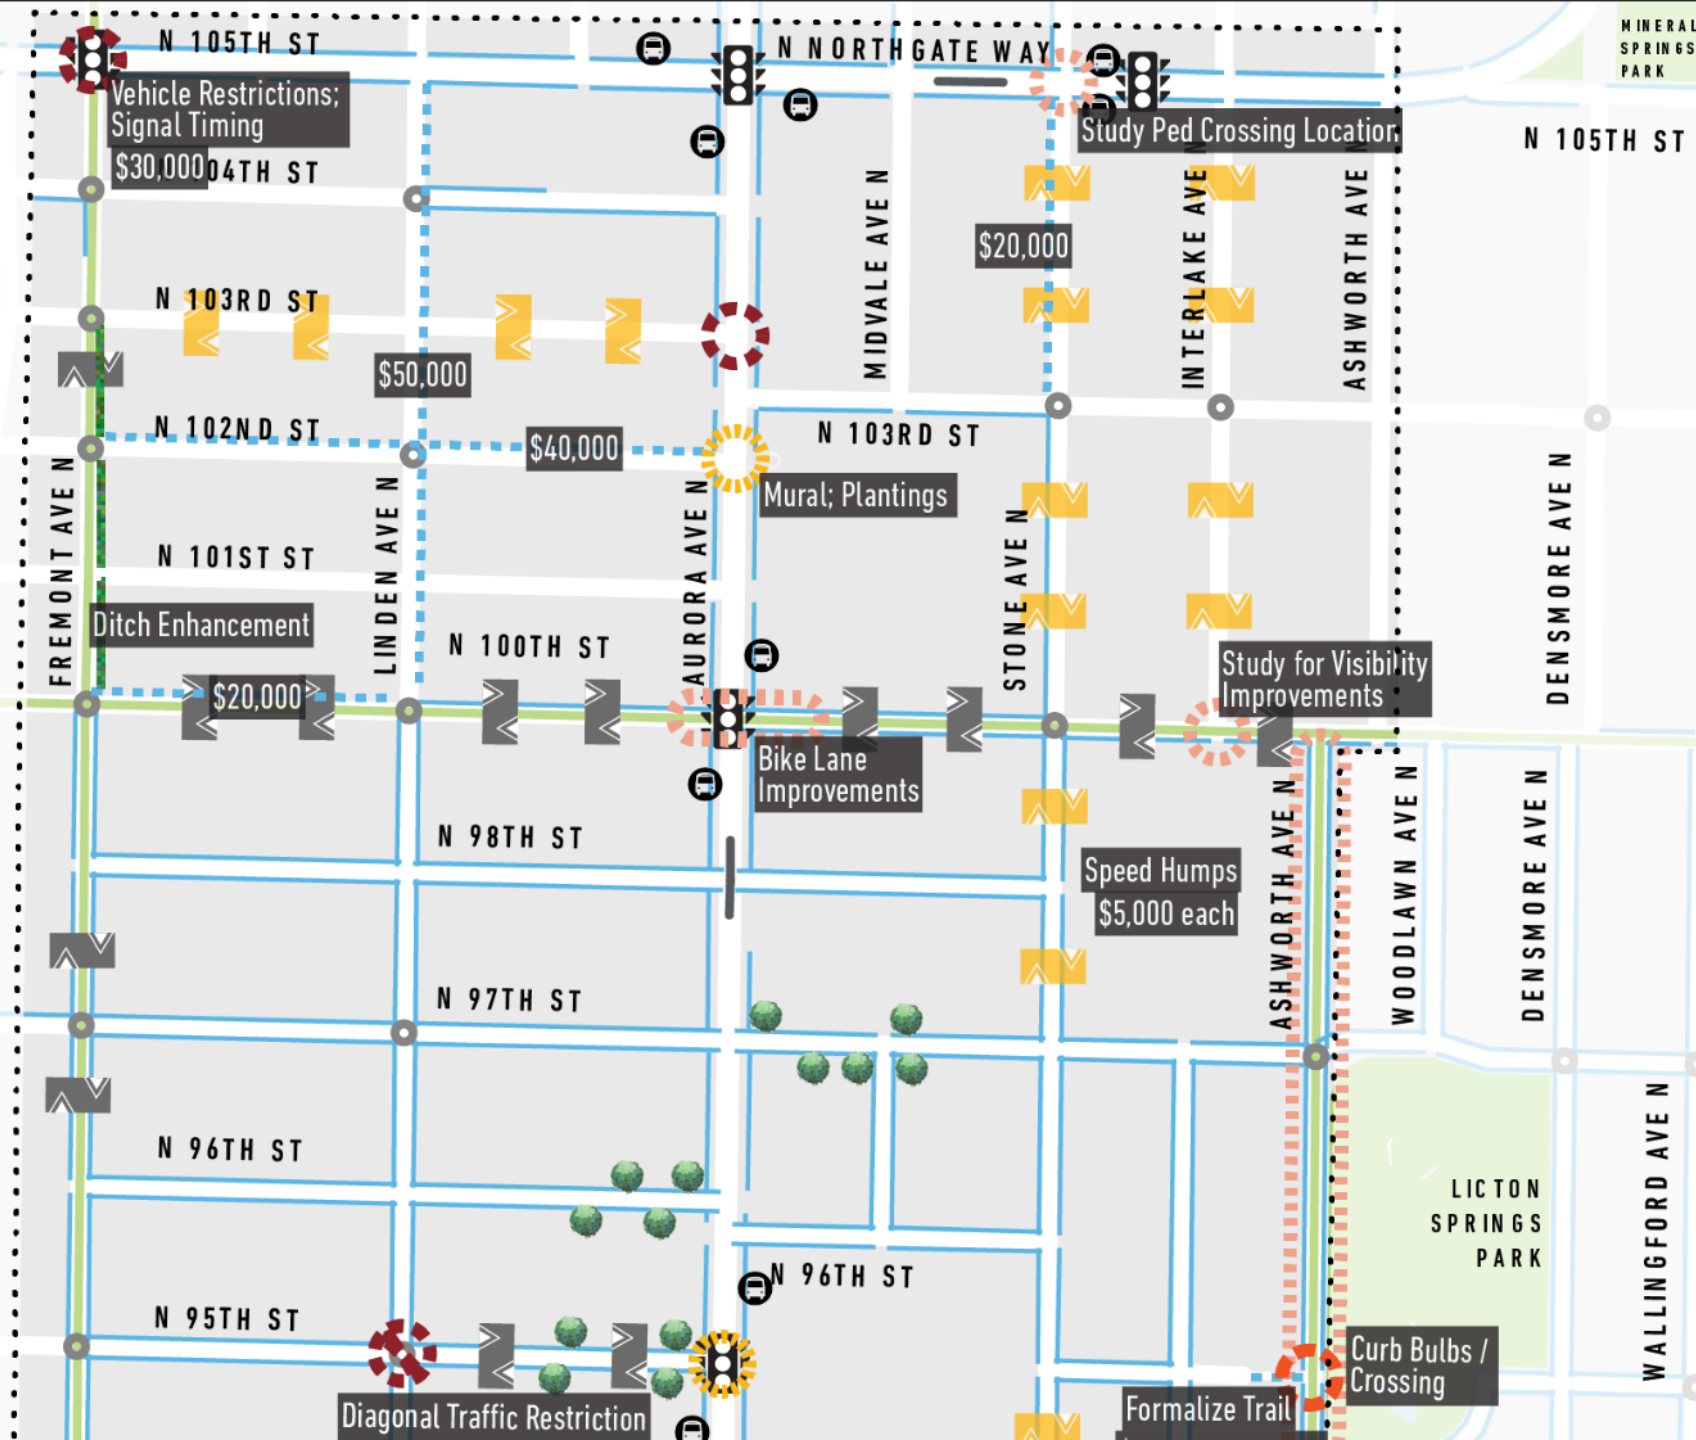 MINERAL
SPRINGS
PARK
N 105TH ST
N NORTHGATE WAY
Vehicle Restrictions;
Signal Timing
$30,000
04TH ST
Study Ped Crossing Location
N 105TH ST
MIDVALE AVE N
$20,000
INTERLAKE AVE N
ASHWORTH AVE N
N 103RD ST
$50,000
N 102ND ST
$40,000
N 103RD ST
Mural; Plantings
FREMONT AVE N
LINDEN AVE N
AURORA AVE N
STONE AVE N
DENSMORE AVE N
N 101ST ST
Ditch Enhancement
N 100TH ST
$20,000
Study for Visibility
Improvements
Bike Lane
Improvements
N 98TH ST
Speed Humps
$5,000 each
ASHWORTH AVE N
WOODLAWN AVE N
DENSMORE AVE N
N 97TH ST
N 96TH ST
LICTON
SPRINGS
PARK
WALLINGFORD AVE N
N 96TH ST
N 95TH ST
Curb Bulbs /
Crossing
Diagonal Traffic Restriction
Formalize Trail